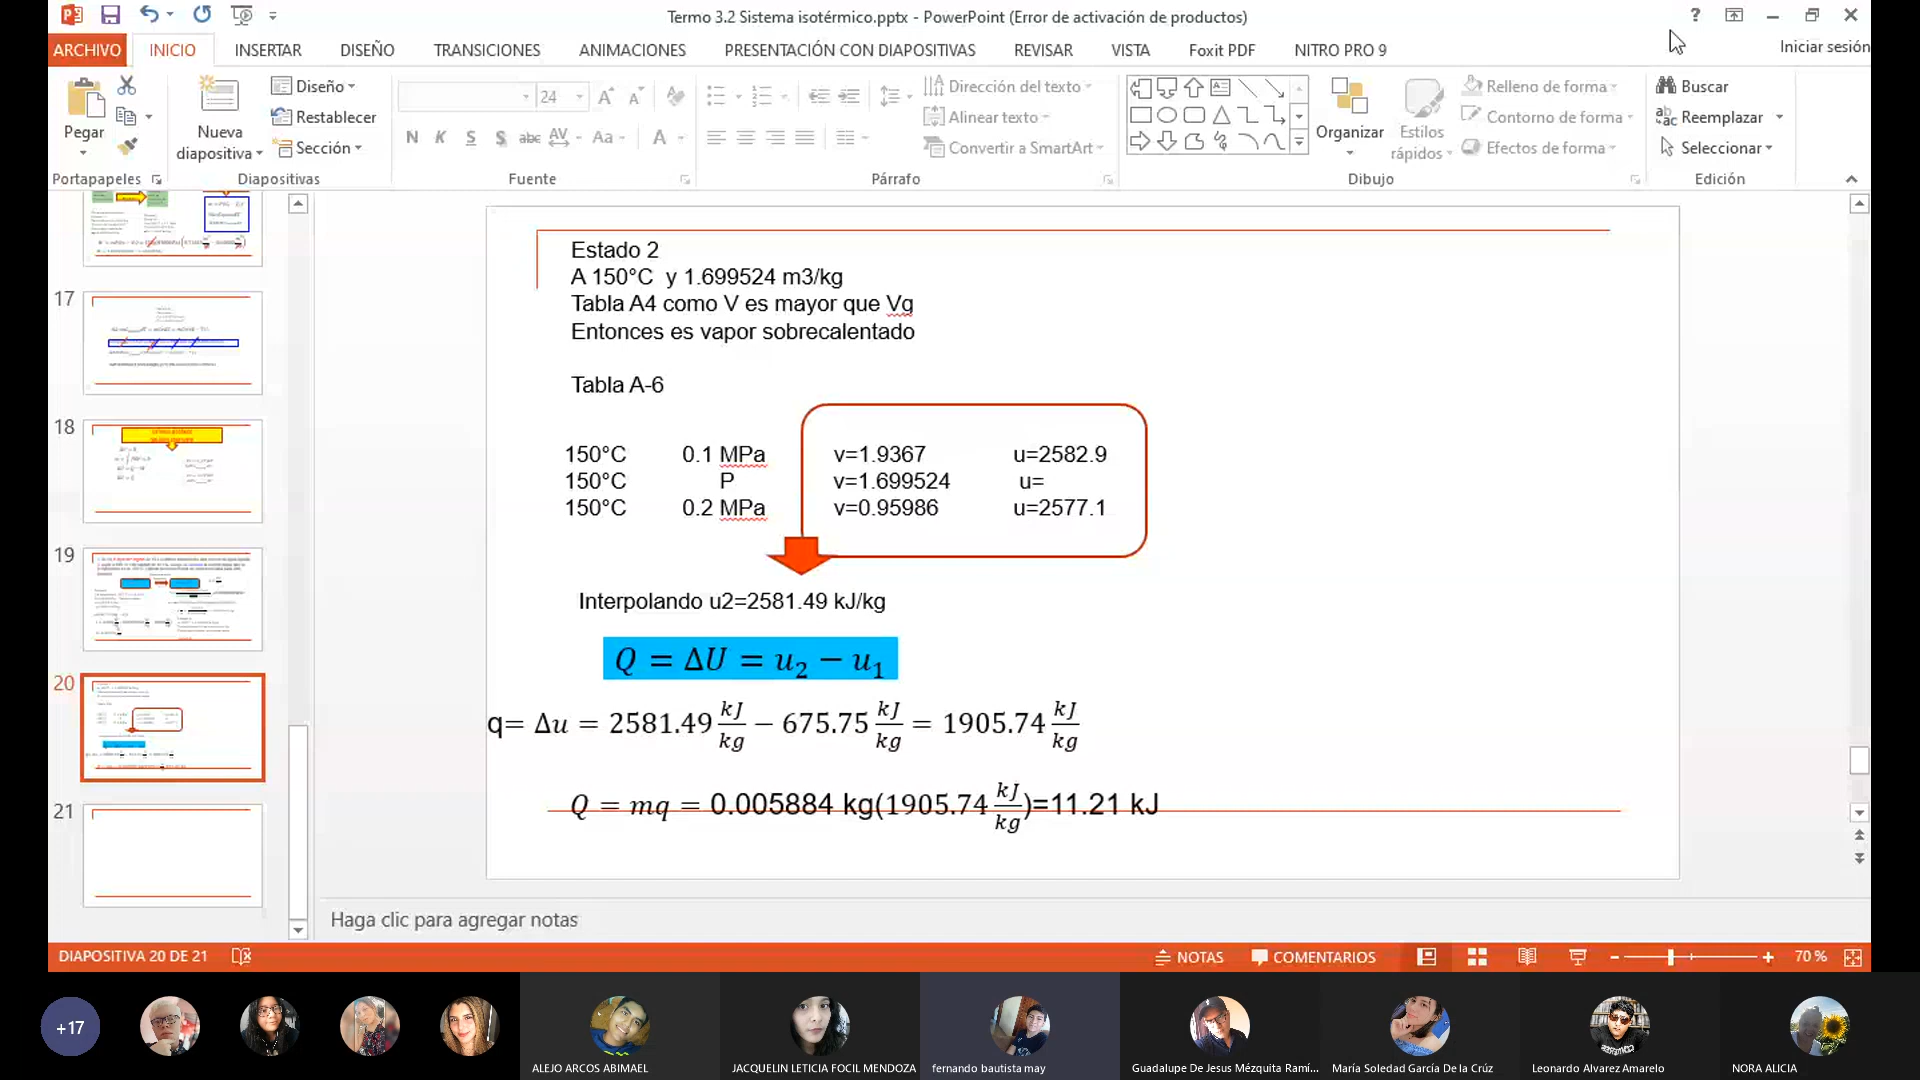 Termo 3.2 Sistema isotérmico.pptx - PowerPoint (Error de activación de productos)
?
ARCHIVO INICIO INSERTAR DISEÑO TRANSICIONES ANIMACIONES PRESENTACIÓN CON DIAPOSITIVAS REVISAR VISTA Foxit PDF NITRO PRO 9 Iniciar sesión
Pegar
Nueva diapositiva
Diseño
Restablecer
Sección
24
N K S S abc AV Aa A
Dirección del texto
Alinear texto
Convertir a SmartArt
Organizar
Estilos rápidos
Relleno de forma
Contorno de forma
Efectos de forma
Buscar
Reemplazar
Seleccionar
Portapapeles Diapositivas Fuente Párrafo Dibujo Edición
17
18
19
20
21
Estado 2
A 150°C y 1.699524 m3/kg
Tabla A4 como V es mayor que Vg
Entonces es vapor sobrecalentado
Tabla A-6
150°C 0.1 MPa v=1.9367 u=2582.9
150°C P v=1.699524 u=
150°C 0.2 MPa v=0.95986 u=2577.1
Interpolando u2=2581.49 kJ/kg
Q = ΔU = u₂ − u₁
q= Δu = 2581.49 kJ/kg − 675.75 kJ/kg = 1905.74 kJ/kg
Q = mq = 0.005884 kg(1905.74 kJ/kg)=11.21 kJ
Haga clic para agregar notas
DIAPOSITIVA 20 DE 21 NOTAS COMENTARIOS 70 %
+17
ALEJO ARCOS ABIMAEL
JACQUELIN LETICIA FOCIL MENDOZA
fernando bautista may
Guadalupe De Jesus Mézquita Ramí...
María Soledad García De la Crúz
Leonardo Alvarez Amarelo
NORA ALICIA